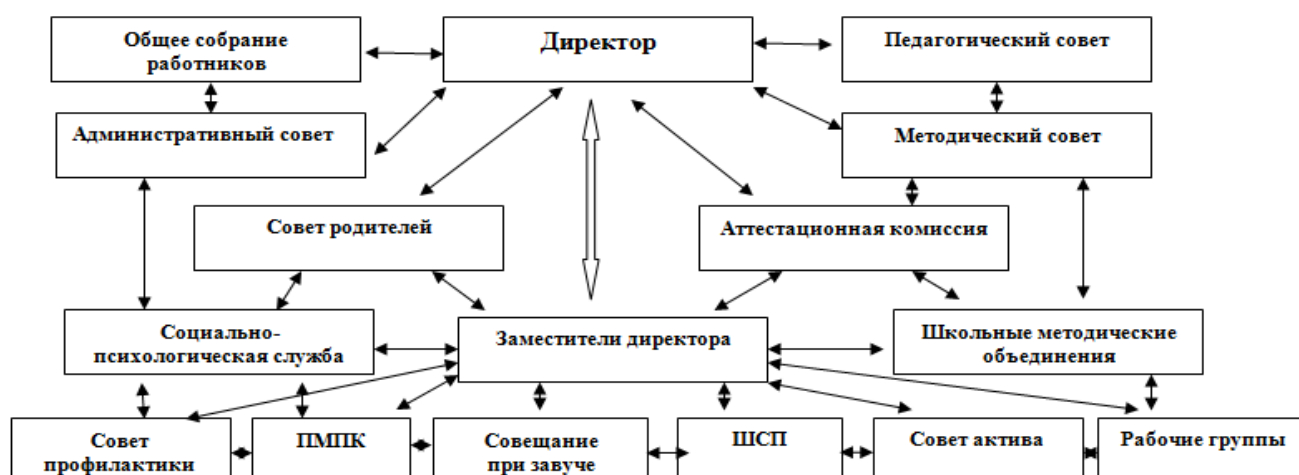 Общее собрание
работников
Директор
Педагогический совет
Административный совет
Методический совет
Совет родителей
Аттестационная комиссия
Социально-
психологическая служба
Заместители директора
Школьные методические
объединения
Совет
профилактики
ПМПК
Совещание
при завуче
ШСП
Совет актива
Рабочие группы